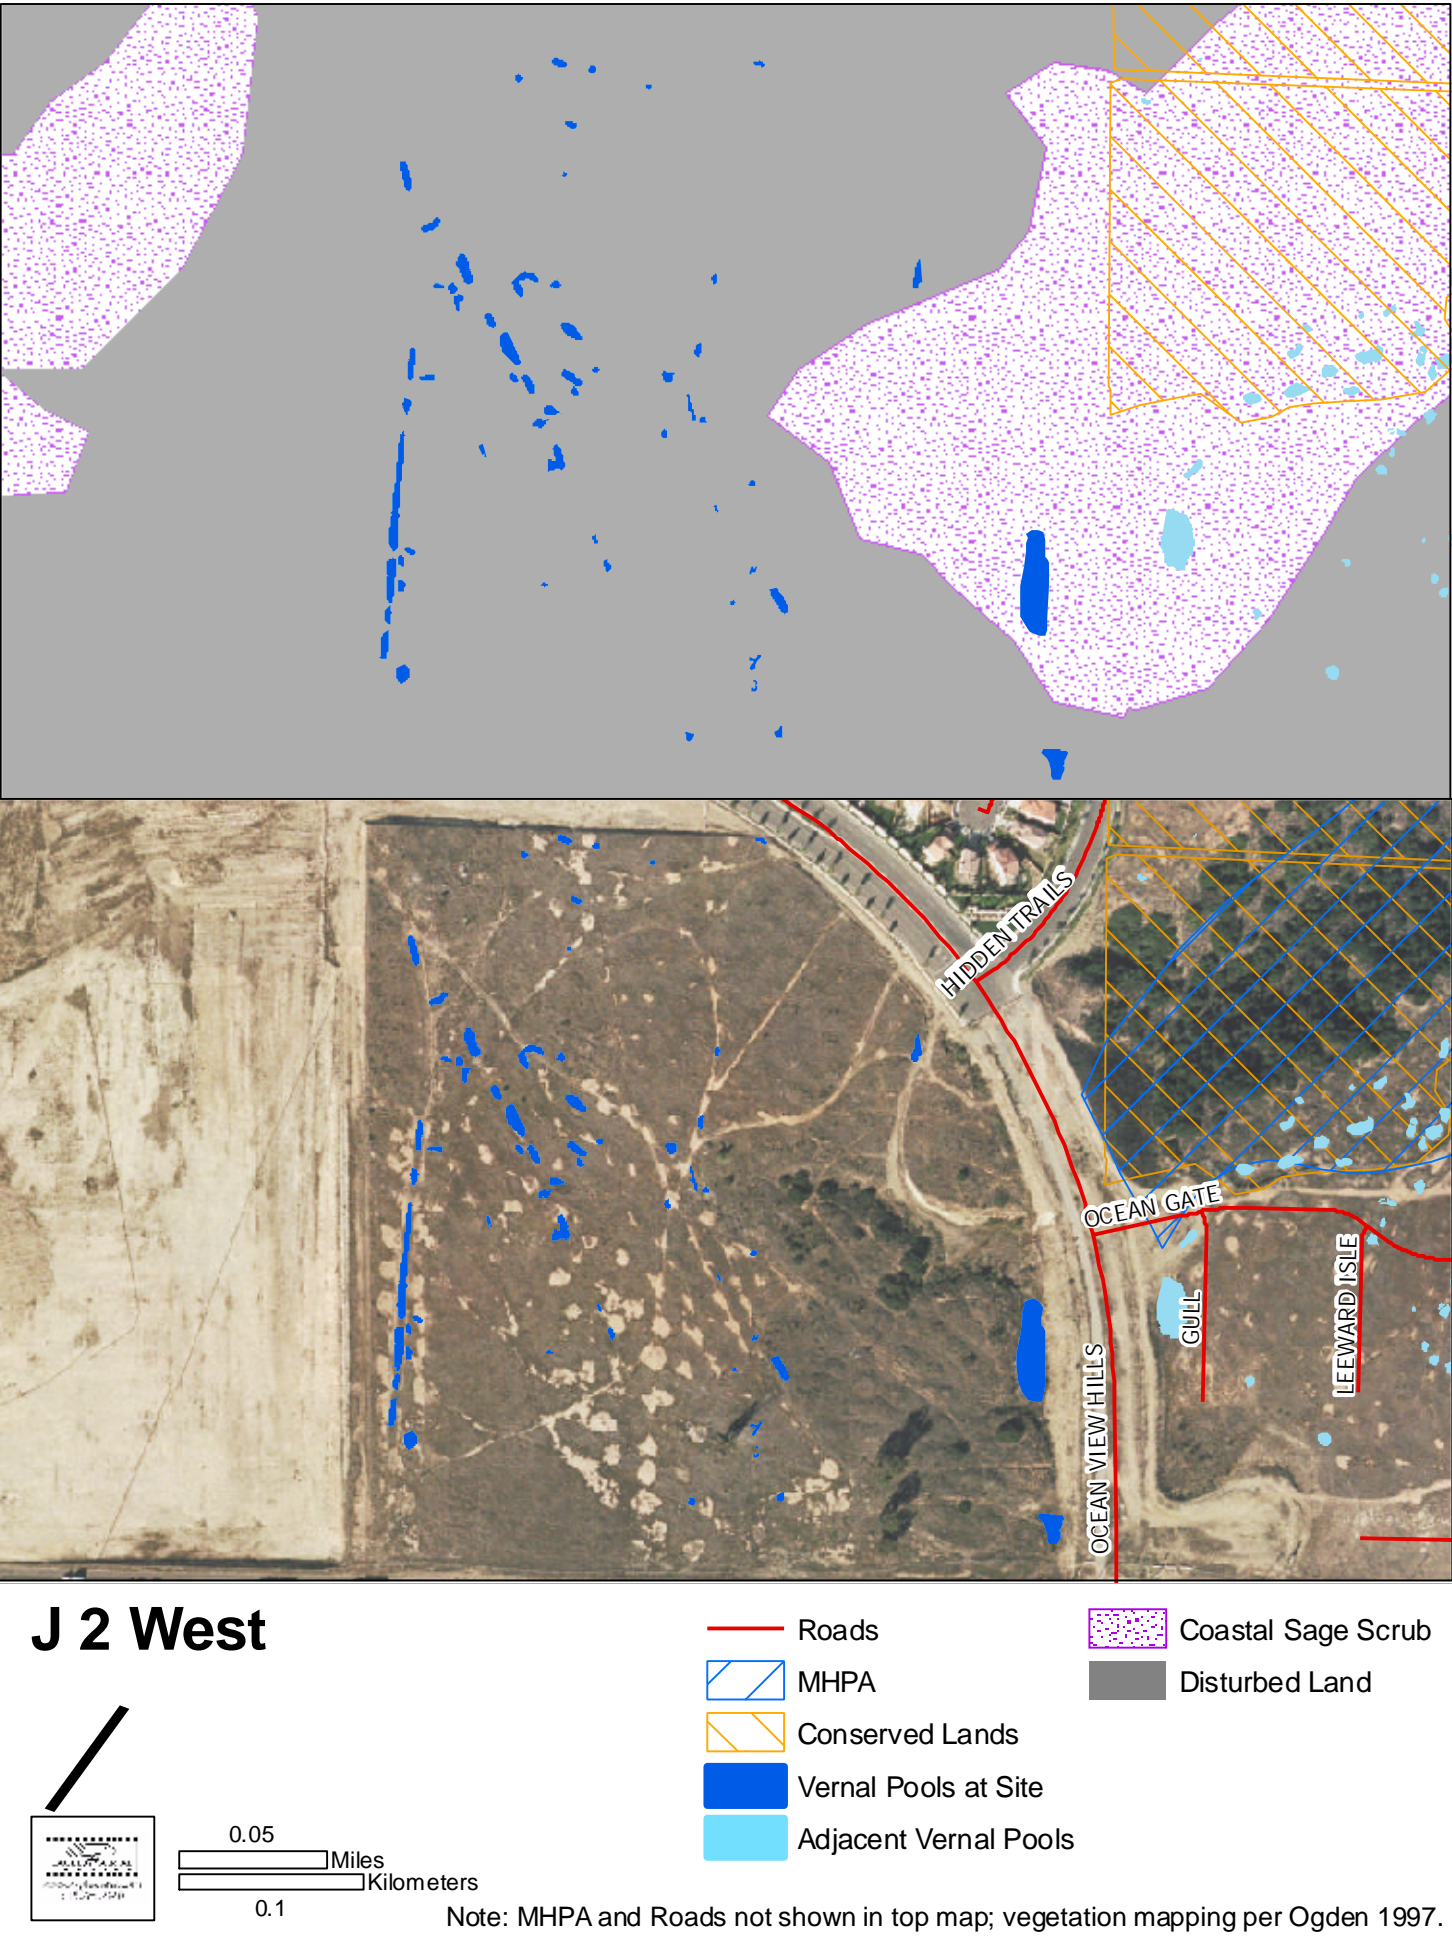 HIDDEN TRAILS
OCEAN GATE
GULL
LEEWARD ISLE
OCEAN VIEW HILLS
J 2 West
Roads
MHPA
Conserved Lands
Vernal Pools at Site
Adjacent Vernal Pools
Coastal Sage Scrub
Disturbed Land
0.05
Miles
Kilometers
0.1
Note: MHPA and Roads not shown in top map; vegetation mapping per Ogden 1997.